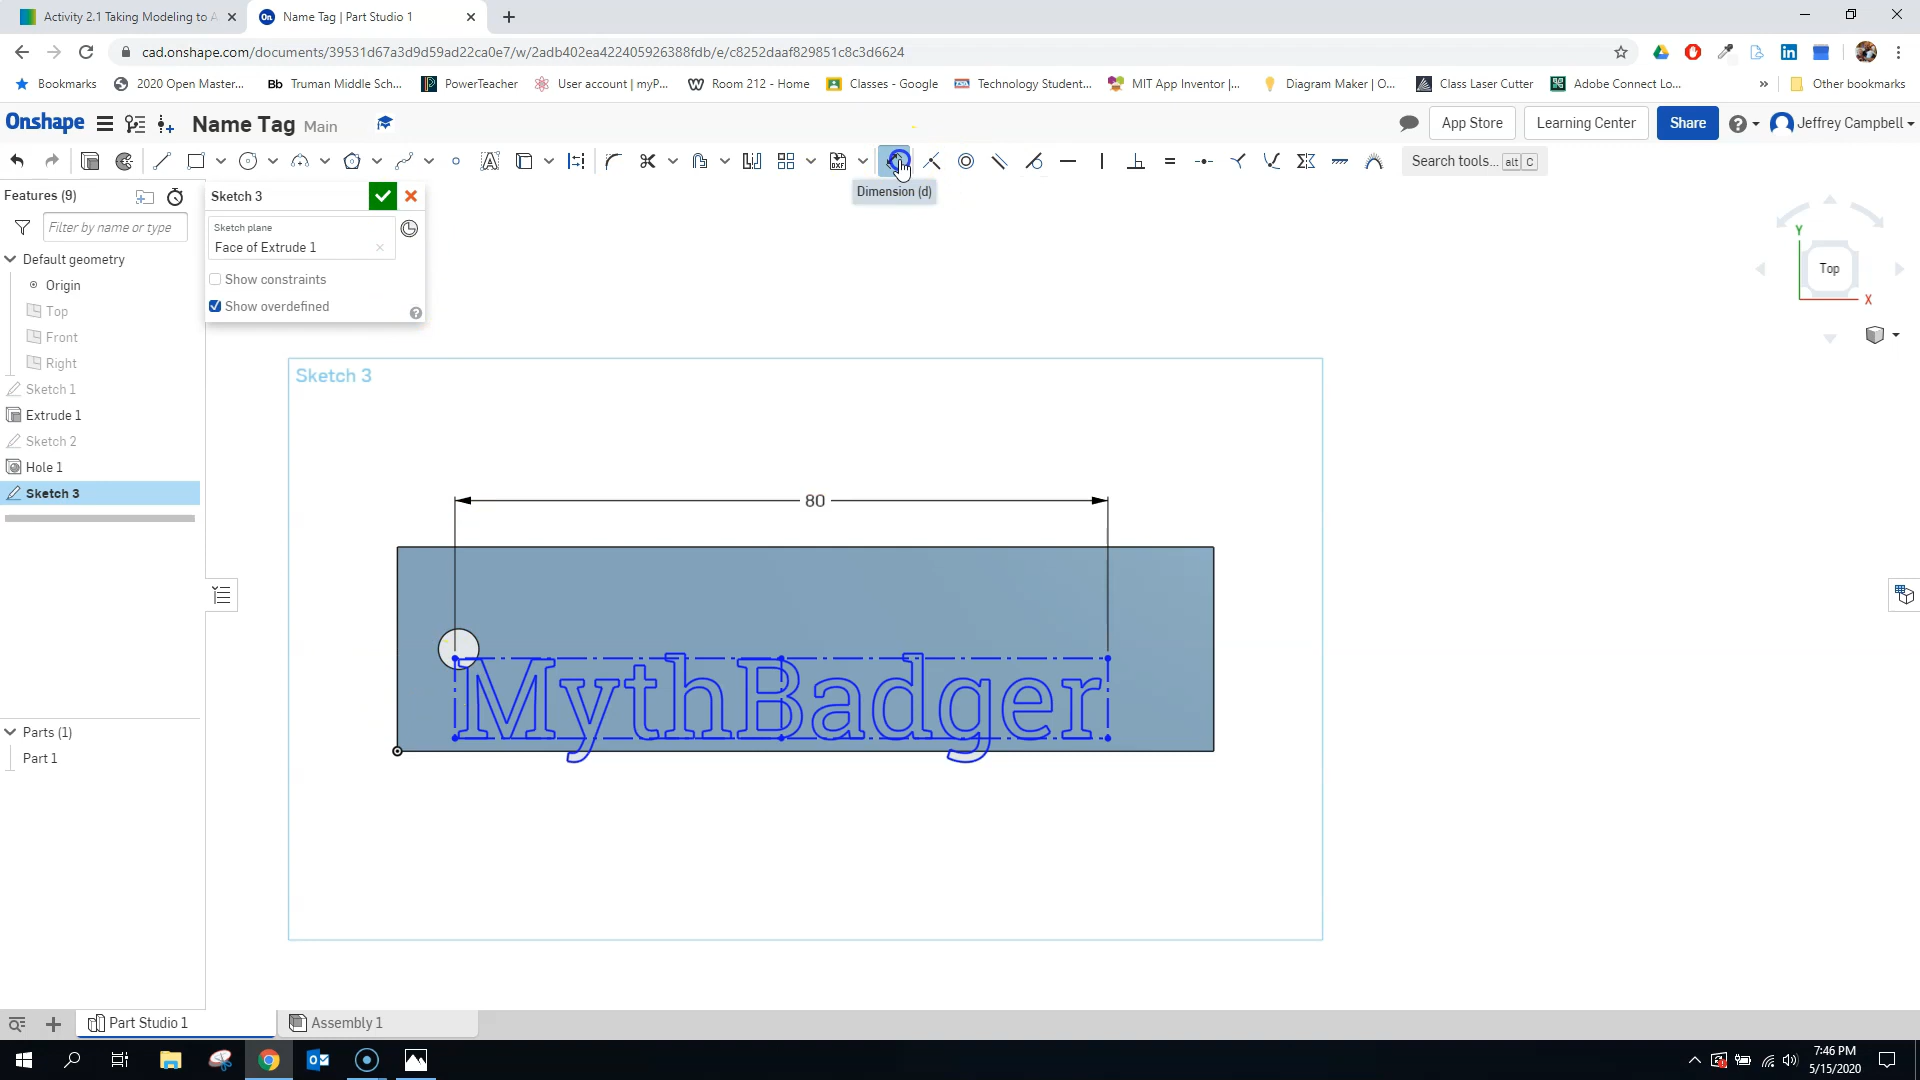 Activity 2.1 Taking Modeling to A
Name Tag | Part Studio 1
cad.onshape.com/documents/39531d67a3d9d59ad22ca0e7/w/2adb402ea422405926388fdb/e/c8252daaf829851c8c3d6624
Bookmarks
2020 Open Master...
Bb Truman Middle Sch...
PowerTeacher
User account | myP...
Room 212 - Home
Classes - Google
Technology Student...
MIT App Inventor |...
Diagram Maker | O...
Class Laser Cutter
Adobe Connect Lo...
» Other bookmarks
Onshape
Name Tag Main
App Store
Learning Center
Share
Jeffrey Campbell
Search tools... alt C
Dimension (d)
Features (9)
Filter by name or type
Default geometry
Origin
Top
Front
Right
Sketch 1
Extrude 1
Sketch 2
Hole 1
Sketch 3
Parts (1)
Part 1
Sketch 3
Sketch plane
Face of Extrude 1
Show constraints
Show overdefined
Sketch 3
80
MythBadger
Y
Top
X
Part Studio 1
Assembly 1
7:46 PM
5/15/2020